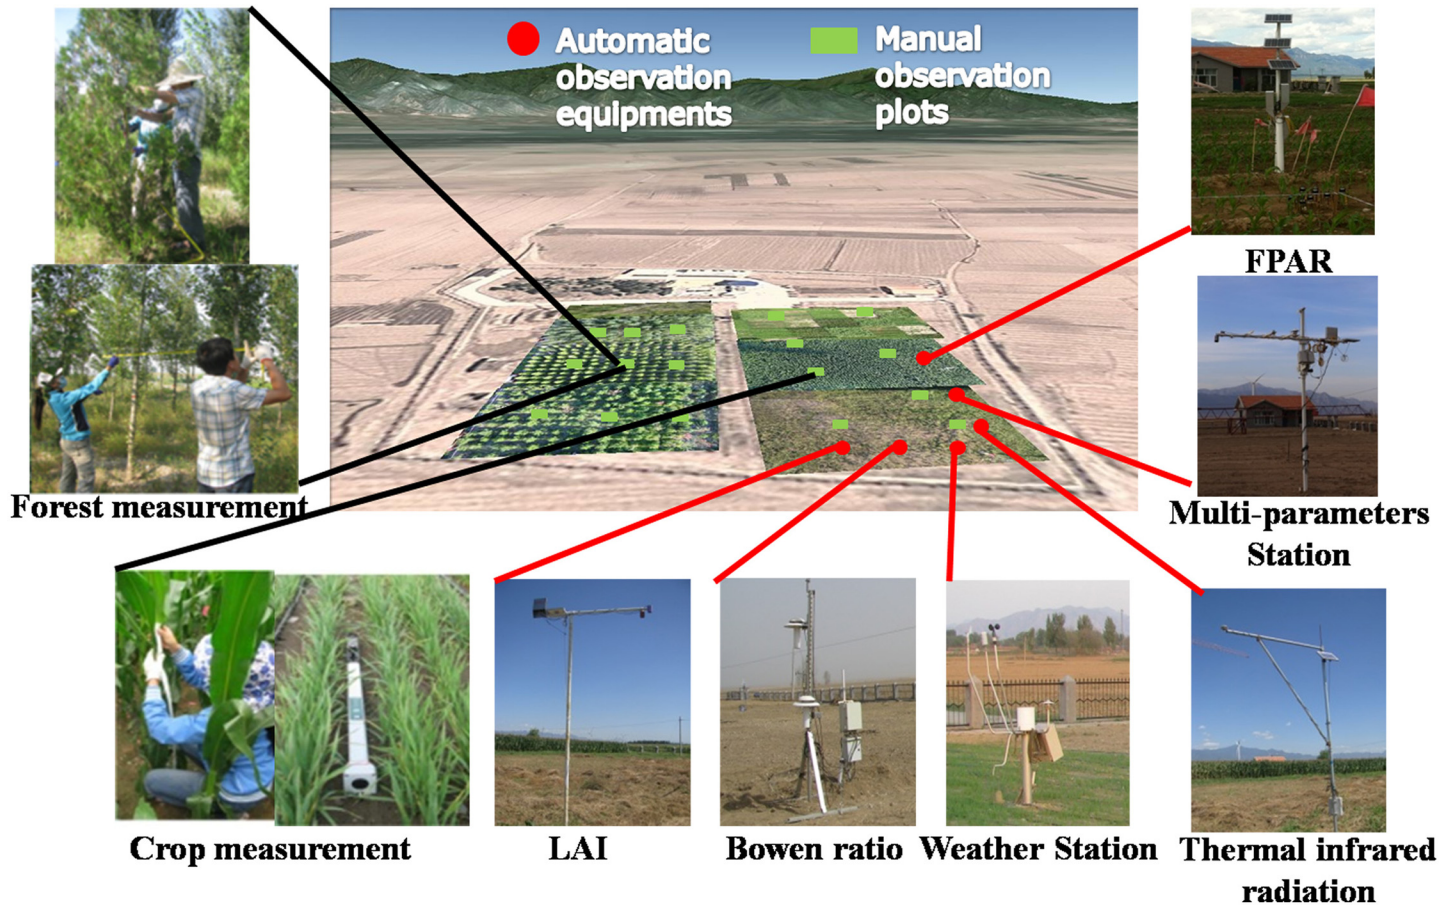 Automatic
observation
equipments
Manual
observation
plots
FPAR
Multi-parameters
Station
Forest measurement
Crop measurement
LAI
Bowen ratio
Weather Station
Thermal infrared
radiation